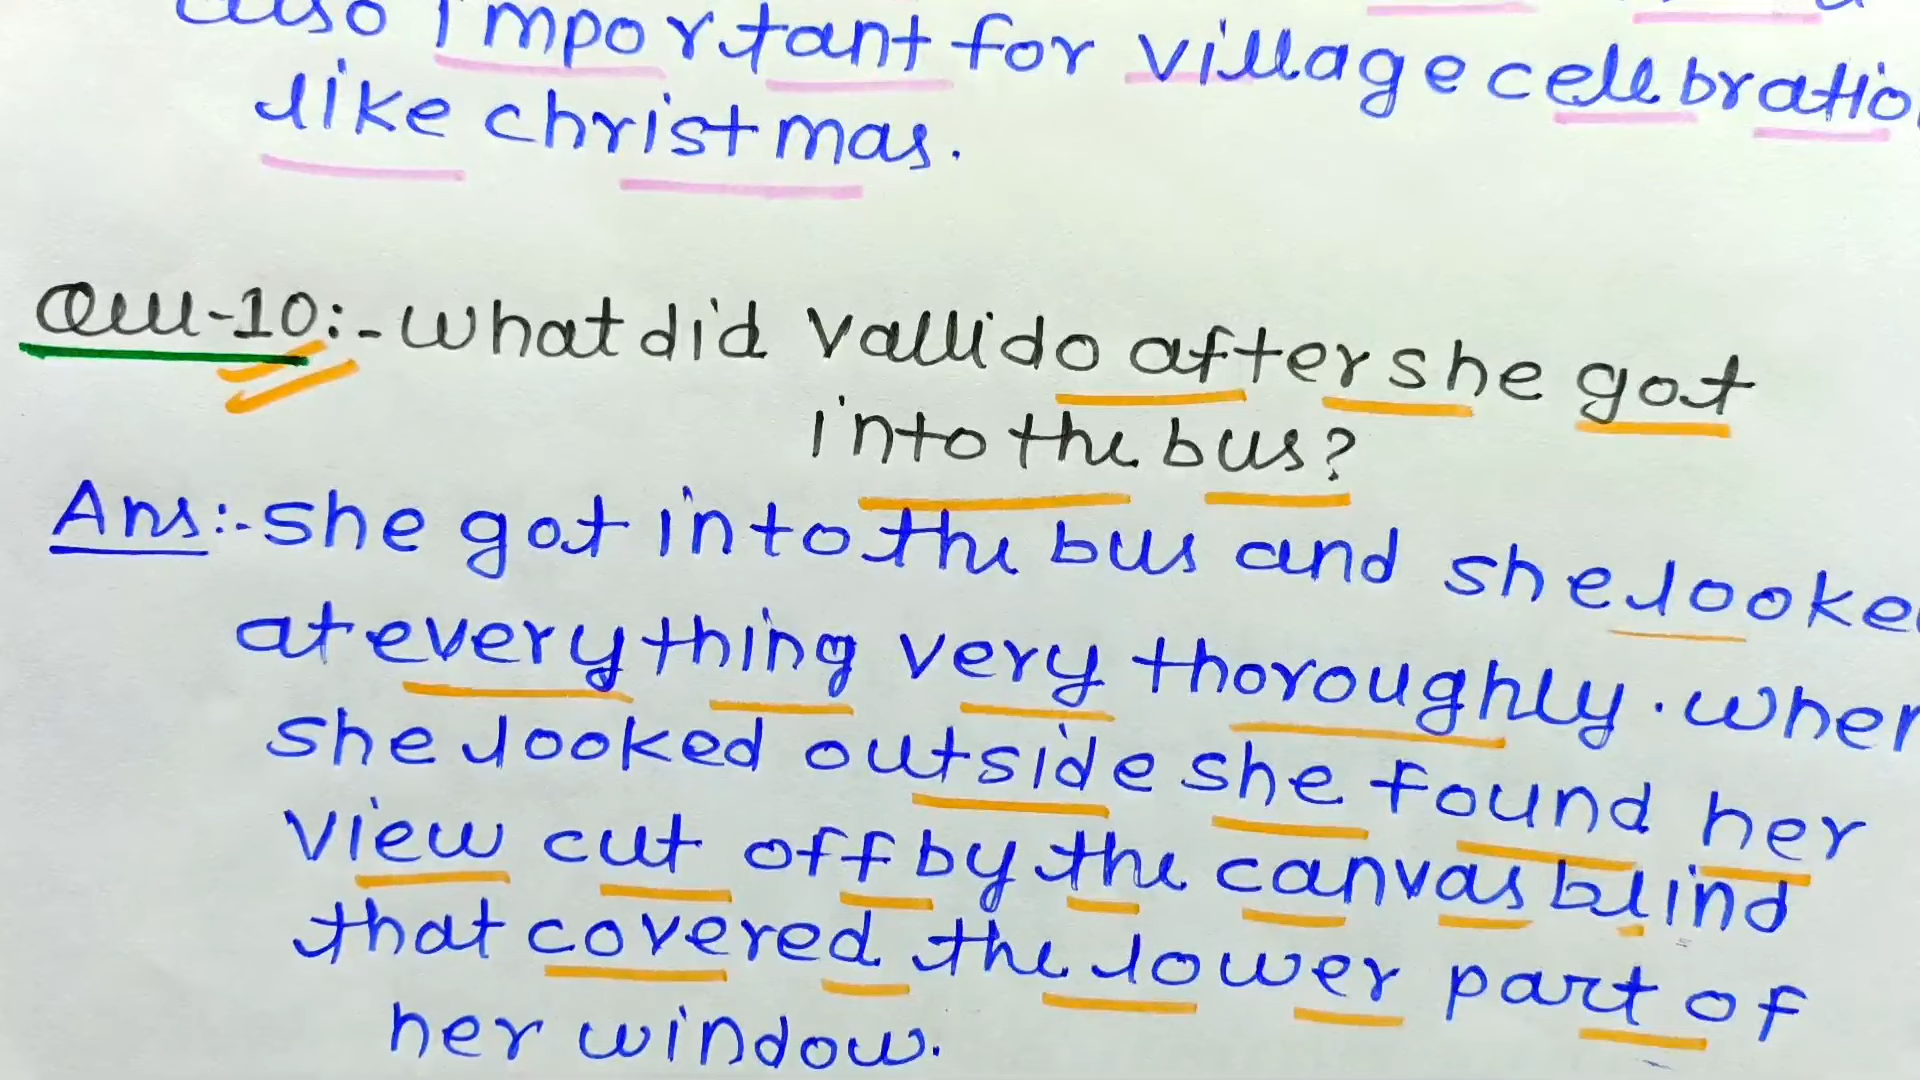 also important for village cellbratio
like christmas.
Que-10:- What did Valli do after she got
into the bus?
Ans:- She got into the bus and she looke
at everything very thoroughly. When
she looked outside she found her
view cut off by the canvas blind
that covered the lower part of
her window.